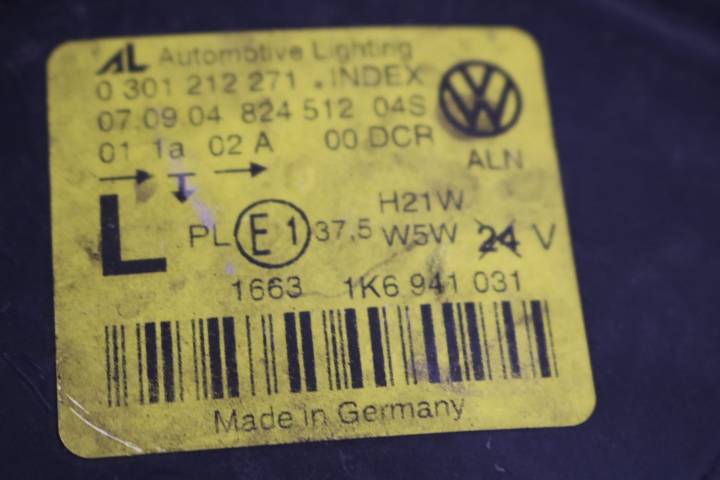 AL Automotive Lighting
0 301 212 271 .INDEX
07.09.04 824 512 04S
01 1a 02 A 00 DCR
VW
ALN
L
PL E1 37,5
H21W
W5W 24 V
1663 1K6 941 031
Made in Germany